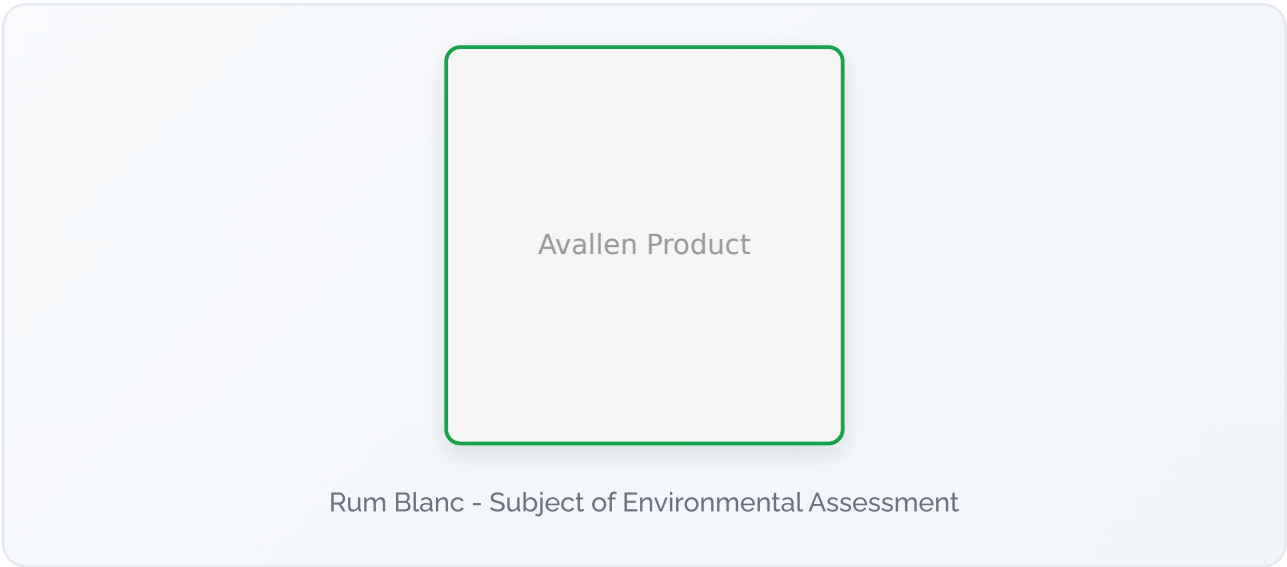 Avallen Product
Rum Blanc - Subject of Environmental Assessment